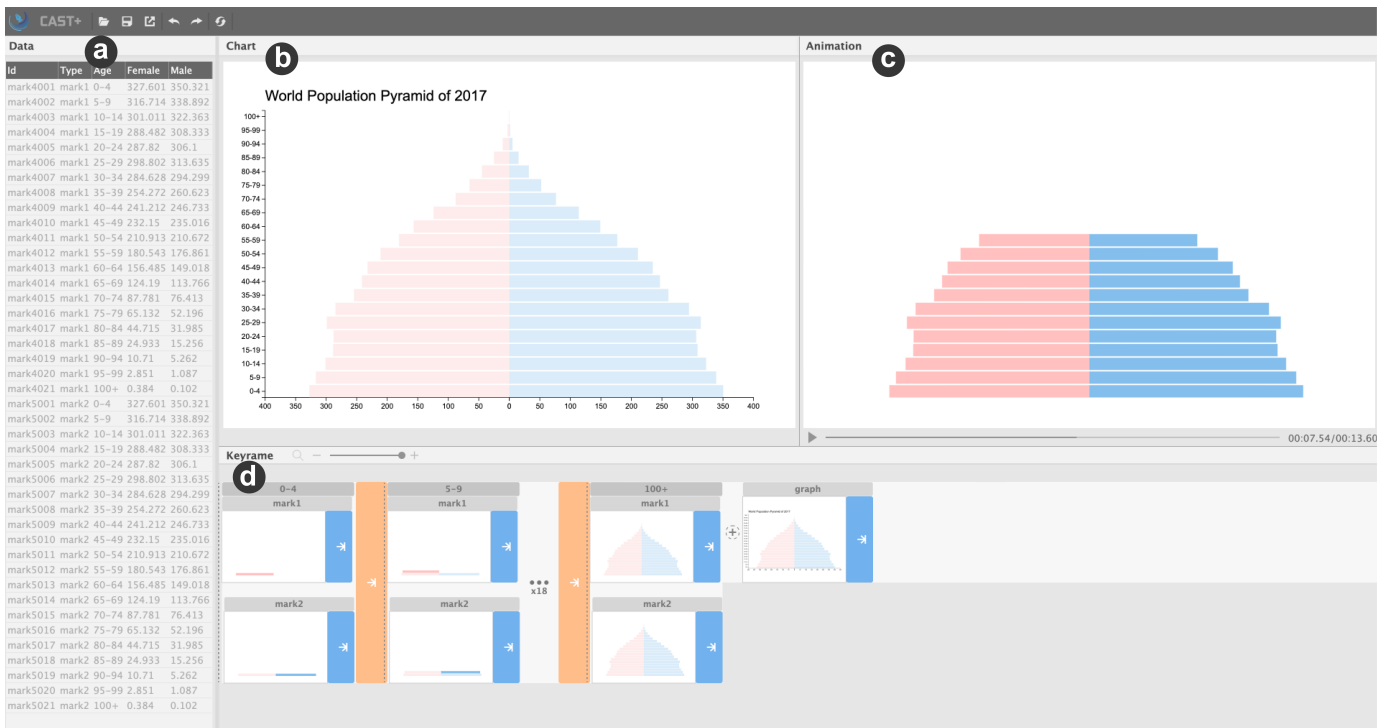 CAST+
Data
Chart
Animation
a
b
c
Id Type Age Female Male
mark4001 mark1 0-4 327.601 350.321
mark4002 mark1 5-9 316.714 338.892
mark4003 mark1 10-14 301.011 322.363
mark4004 mark1 15-19 288.482 308.333
mark4005 mark1 20-24 287.82 306.1
mark4006 mark1 25-29 298.802 313.635
mark4007 mark1 30-34 284.628 294.299
mark4008 mark1 35-39 254.272 260.623
mark4009 mark1 40-44 241.212 246.733
mark4010 mark1 45-49 232.15 235.016
mark4011 mark1 50-54 210.913 210.672
mark4012 mark1 55-59 180.543 176.861
mark4013 mark1 60-64 156.485 149.018
mark4014 mark1 65-69 124.19 113.766
mark4015 mark1 70-74 87.781 76.413
mark4016 mark1 75-79 65.132 52.196
mark4017 mark1 80-84 44.715 31.985
mark4018 mark1 85-89 24.933 15.256
mark4019 mark1 90-94 10.71 5.262
mark4020 mark1 95-99 2.851 1.087
mark4021 mark1 100+ 0.384 0.102
mark5001 mark2 0-4 327.601 350.321
mark5002 mark2 5-9 316.714 338.892
mark5003 mark2 10-14 301.011 322.363
mark5004 mark2 15-19 288.482 308.333
mark5005 mark2 20-24 287.82 306.1
mark5006 mark2 25-29 298.802 313.635
mark5007 mark2 30-34 284.628 294.299
mark5008 mark2 35-39 254.272 260.623
mark5009 mark2 40-44 241.212 246.733
mark5010 mark2 45-49 232.15 235.016
mark5011 mark2 50-54 210.913 210.672
mark5012 mark2 55-59 180.543 176.861
mark5013 mark2 60-64 156.485 149.018
mark5014 mark2 65-69 124.19 113.766
mark5015 mark2 70-74 87.781 76.413
mark5016 mark2 75-79 65.132 52.196
mark5017 mark2 80-84 44.715 31.985
mark5018 mark2 85-89 24.933 15.256
mark5019 mark2 90-94 10.71 5.262
mark5020 mark2 95-99 2.851 1.087
mark5021 mark2 100+ 0.384 0.102
World Population Pyramid of 2017
100+
95-99
90-94
85-89
80-84
75-79
70-74
65-69
60-64
55-59
50-54
45-49
40-44
35-39
30-34
25-29
20-24
15-19
10-14
5-9
0-4
400 350 300 250 200 150 100 50 0 50 100 150 200 250 300 350 400
00:07.54/00:13.60
Keyrame
d
0-4 5-9 100+ graph
mark1 mark1 mark1
World Population Pyramid of 2017
x18
mark2 mark2 mark2